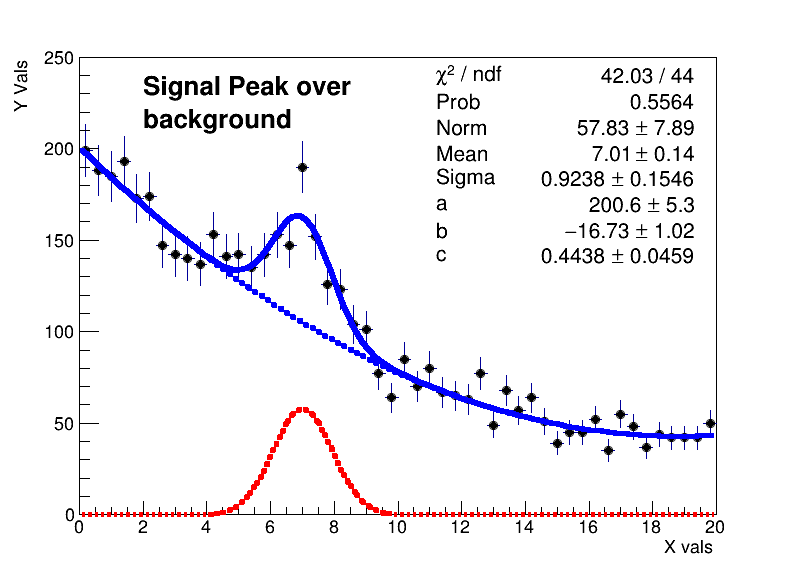 Y Vals
250
200
150
100
50
0
Signal Peak over
background
χ² / ndf 42.03 / 44
Prob 0.5564
Norm 57.83 ± 7.89
Mean 7.01 ± 0.14
Sigma 0.9238 ± 0.1546
a 200.6 ± 5.3
b −16.73 ± 1.02
c 0.4438 ± 0.0459
0 2 4 6 8 10 12 14 16 18 20
X vals